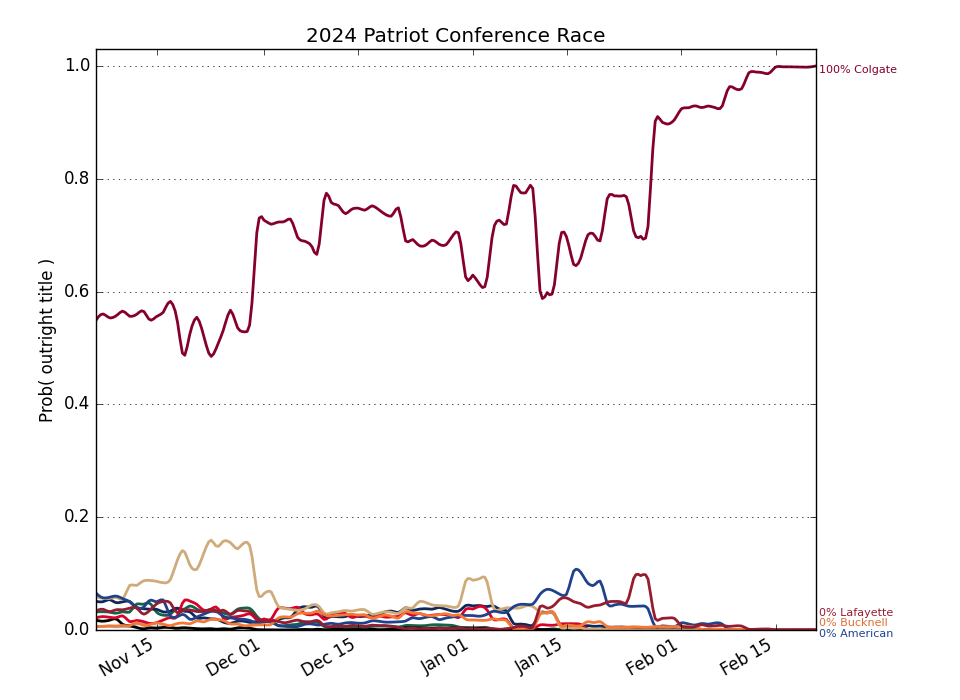 2024 Patriot Conference Race
Prob( outright title )
1.0
0.8
0.6
0.4
0.2
0.0
Nov 15
Dec 01
Dec 15
Jan 01
Jan 15
Feb 01
Feb 15
100% Colgate
0% Lafayette
0% Bucknell
0% American